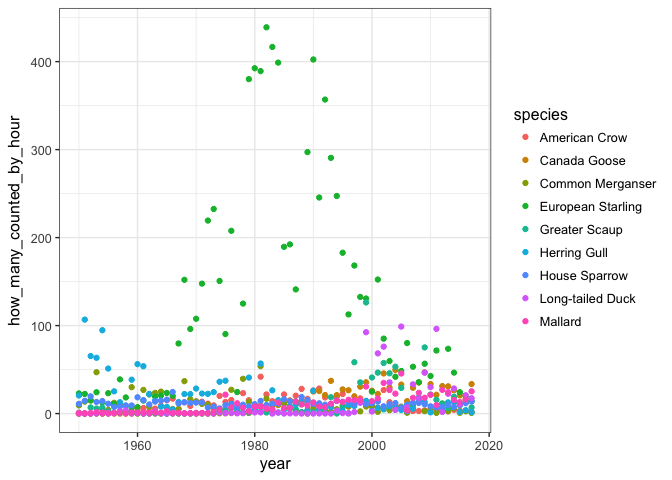 how_many_counted_by_hour
400
300
200
100
0
1960
1980
2000
2020
year
species
American Crow
Canada Goose
Common Merganser
European Starling
Greater Scaup
Herring Gull
House Sparrow
Long-tailed Duck
Mallard